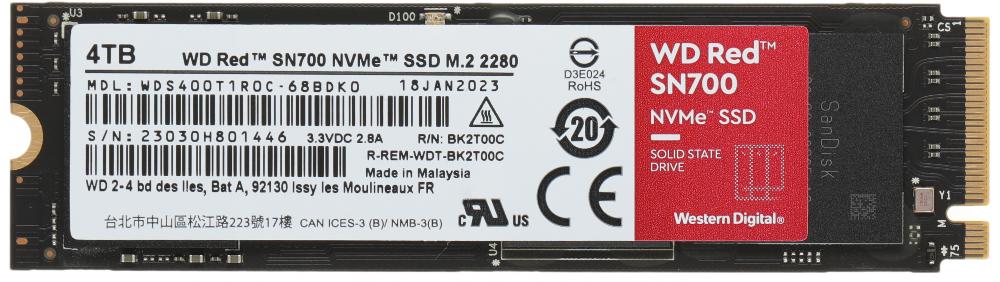 U3
D100
CS
1
4TB
WD Red™ SN700 NVMe™ SSD M.2 2280
MDL: WDS400T1R0C-68BDK0
18JAN2023
S/N: 23030H801446
3.3VDC 2.8A
R/N: BK2T00C
R-REM-WDT-BK2T00C
Made in Malaysia
WD 2-4 bd des Iles, Bat A, 92130 Issy les Moulineaux FR
台北市中山區松江路223號17樓
CAN ICES-3 (B)/ NMB-3(B)
D3E024
RoHS
20
CE
c RU US
WD Red™
SN700
NVMe™ SSD
SOLID STATE
DRIVE
Western Digital®
SanDisk
Y1
M
75
U4